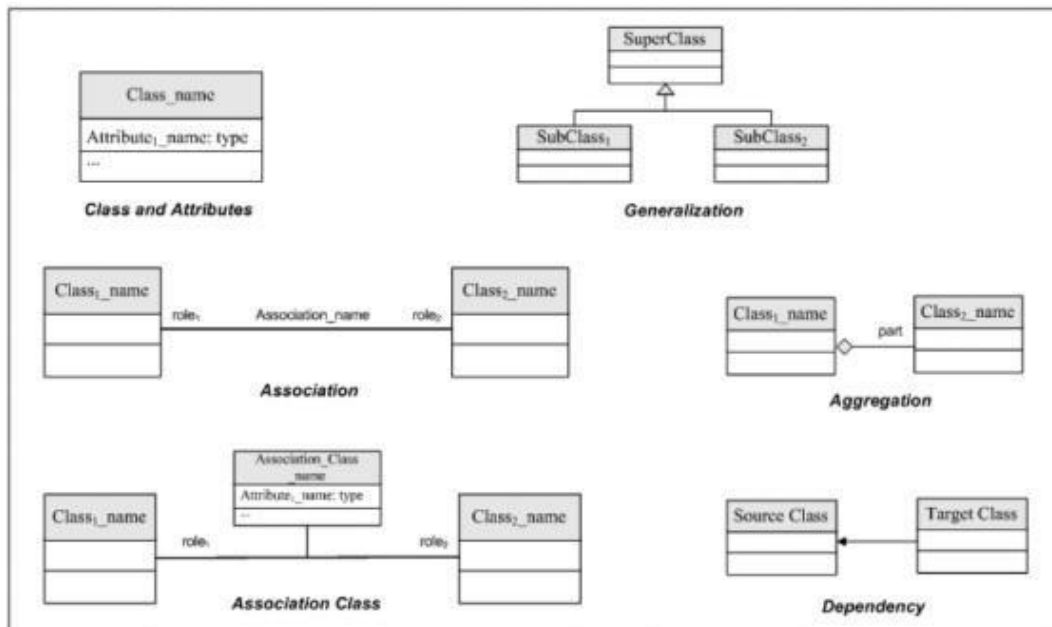 Class_name
Attribute₁_name: type
...
Class and Attributes
SuperClass
SubClass₁
SubClass₂
Generalization
Class₁_name
role₁
Association_name
role₂
Class₂_name
Association
Class₁_name
part
Class₂_name
Aggregation
Association_Class
_name
Attribute₁_name: type
...
Class₁_name
role₁
role₂
Class₂_name
Association Class
Source Class
Target Class
Dependency